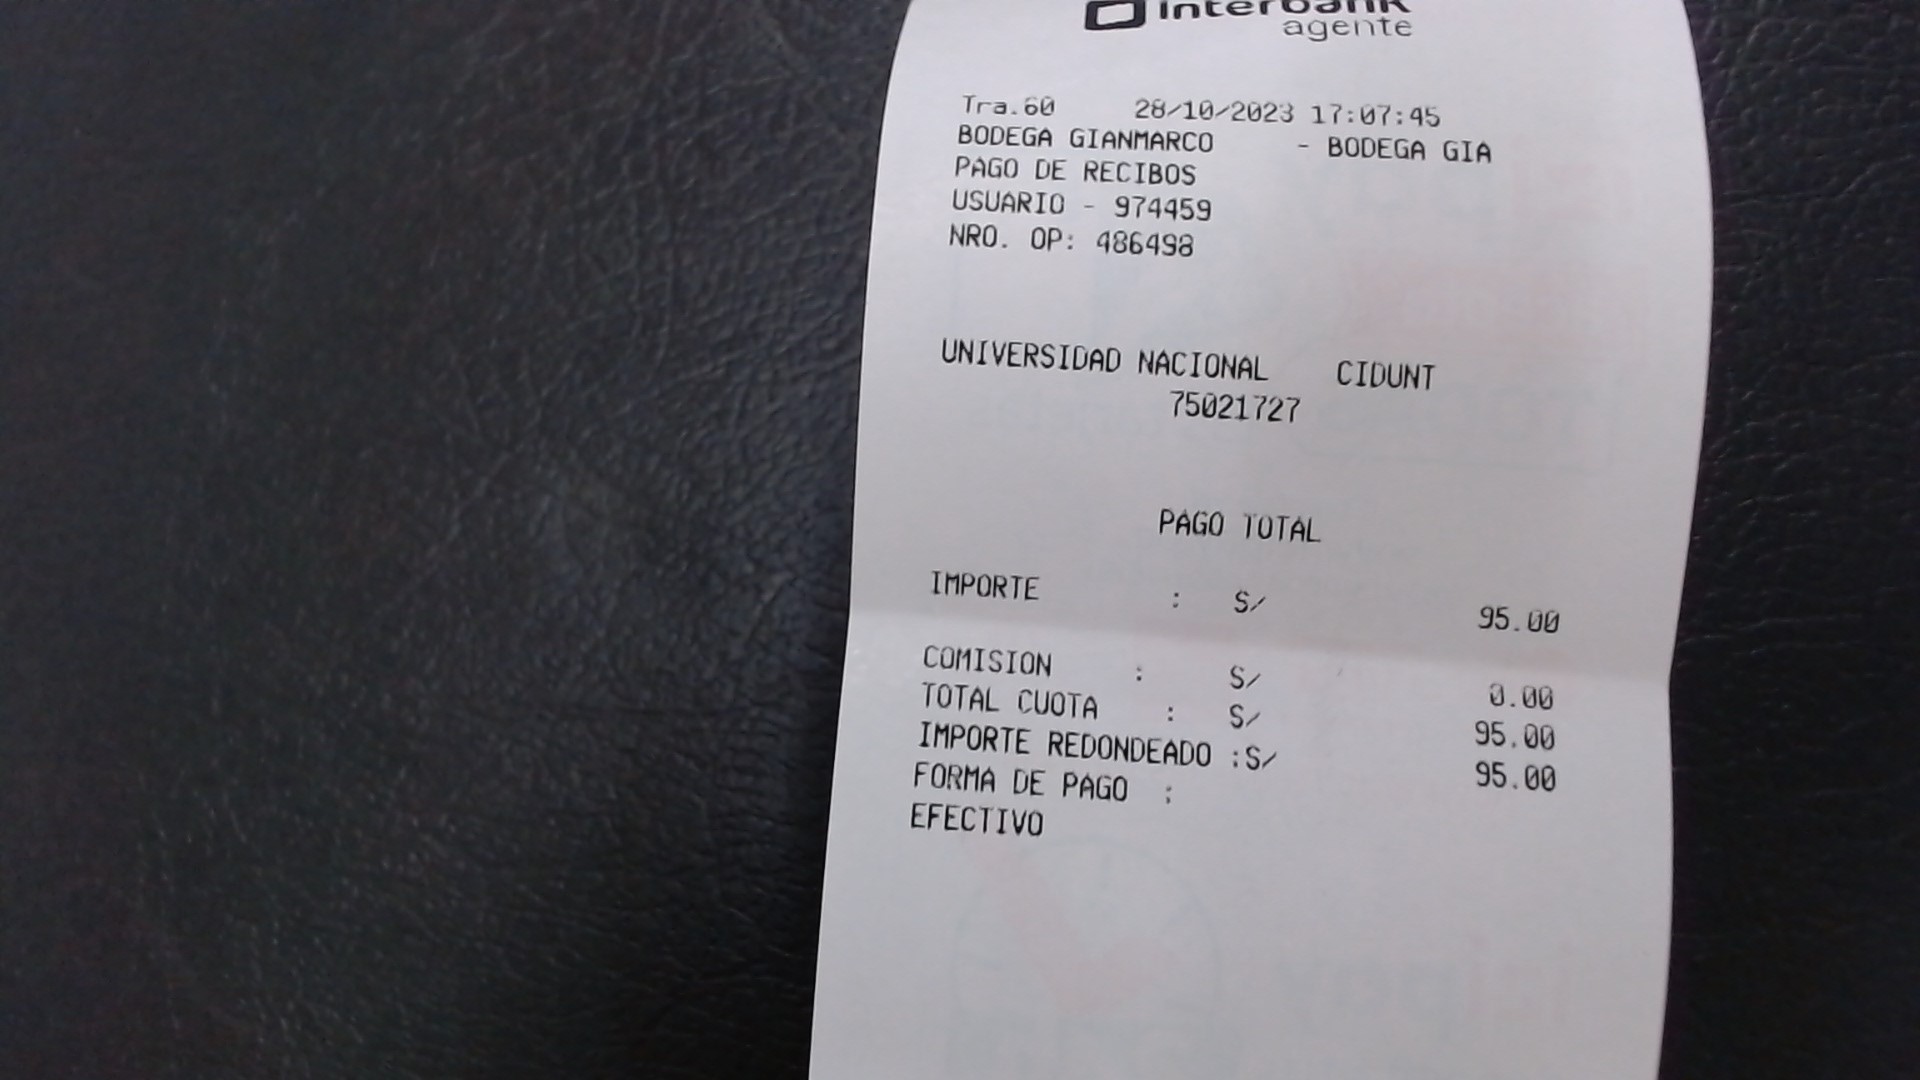 interbank
agente
Tra.60 28/10/2023 17:07:45
BODEGA GIANMARCO - BODEGA GIA
PAGO DE RECIBOS
USUARIO - 974459
NRO. OP: 486498
UNIVERSIDAD NACIONAL CIDUNT
75021727
PAGO TOTAL
IMPORTE : S/ 95.00
COMISION : S/ 0.00
TOTAL CUOTA : S/ 95.00
IMPORTE REDONDEADO :S/ 95.00
FORMA DE PAGO :
EFECTIVO